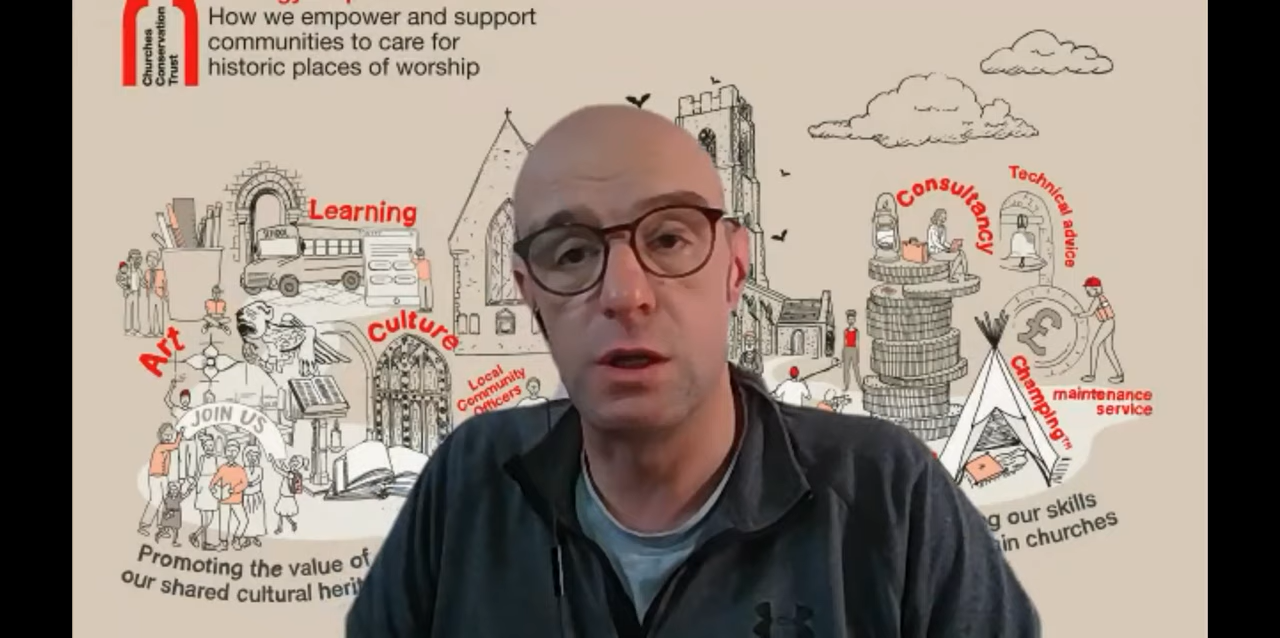 Churches
Conservation
Trust
How we empower and support
communities to care for
historic places of worship
Learning
SCHOOL
Art
Culture
JOIN US
Local
Community
Officers
Consultancy
Technical advice
£
Champing™
maintenance
service
Promoting the value of
our shared cultural
our skills
in churches